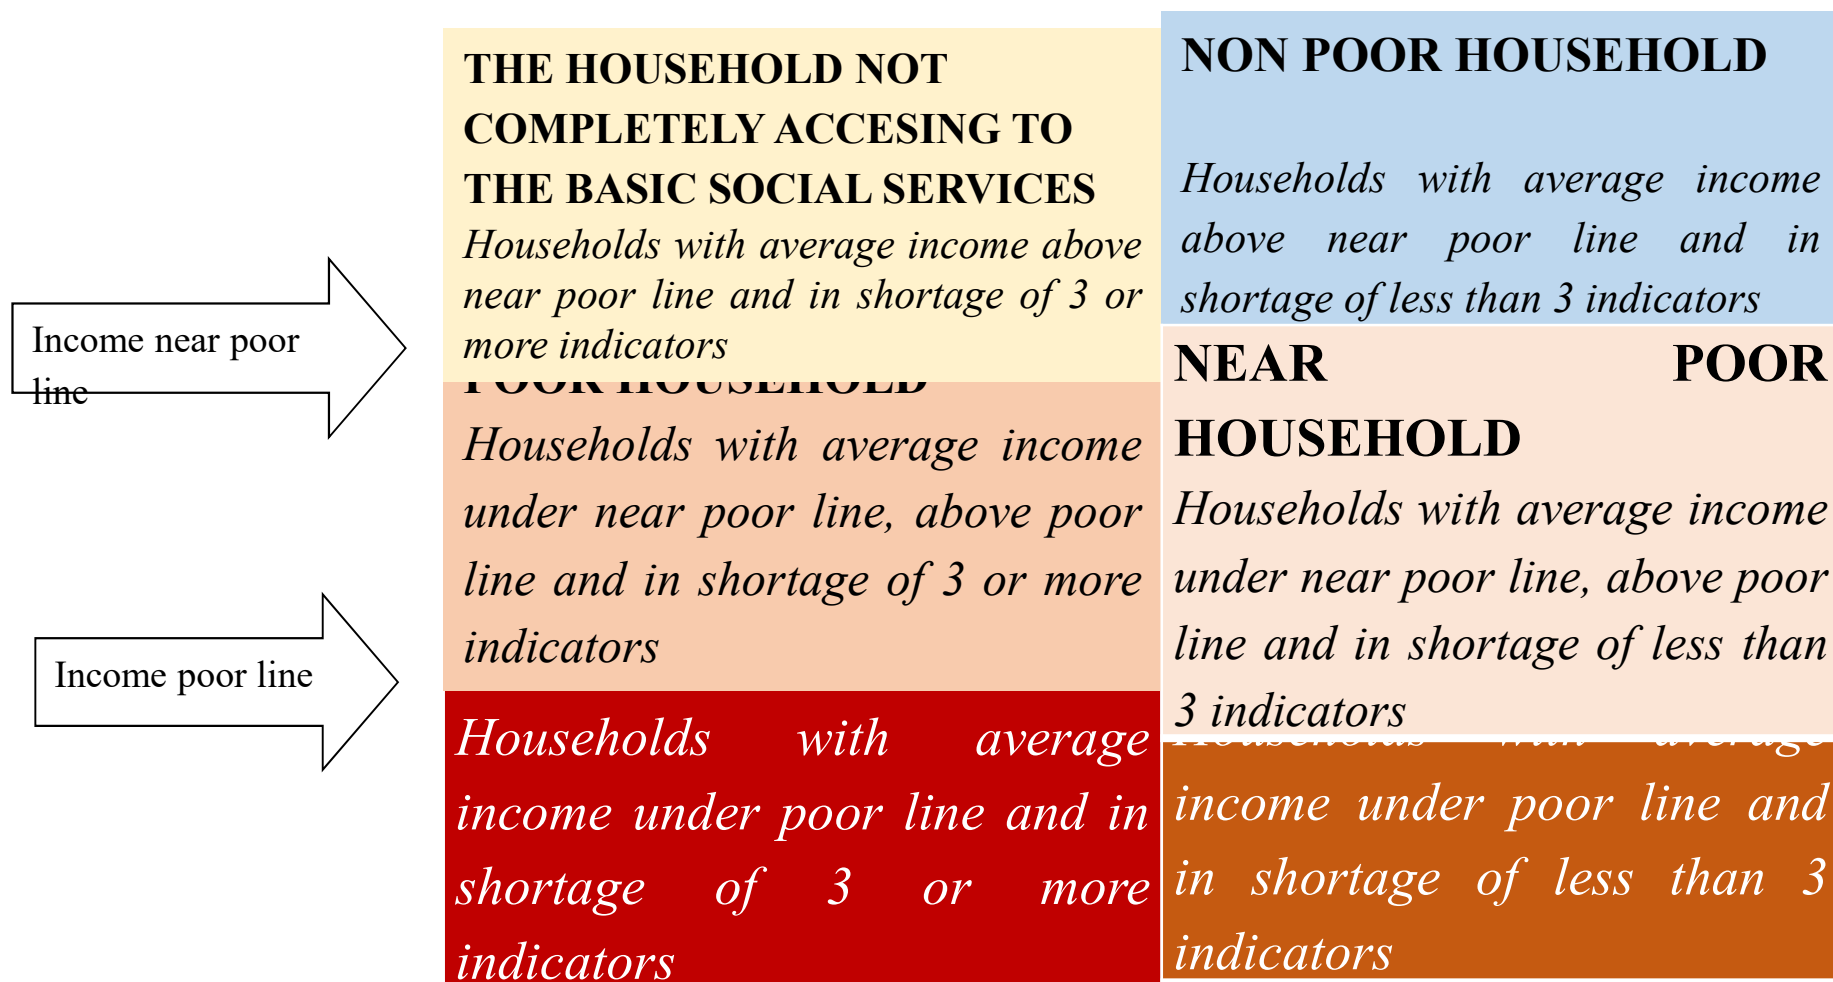 Income near poor
line
Income poor line
THE HOUSEHOLD NOT
COMPLETELY ACCESING TO
THE BASIC SOCIAL SERVICES
Households with average income above
near poor line and in shortage of 3 or
more indicators
POOR HOUSEHOLD
Households with average income
under near poor line, above poor
line and in shortage of 3 or more
indicators
Households with average
income under poor line and in
shortage of 3 or more
indicators
NON POOR HOUSEHOLD
Households with average income
above near poor line and in
shortage of less than 3 indicators
NEAR POOR
HOUSEHOLD
Households with average income
under near poor line, above poor
line and in shortage of less than
3 indicators
Households with average
income under poor line and
in shortage of less than 3
indicators